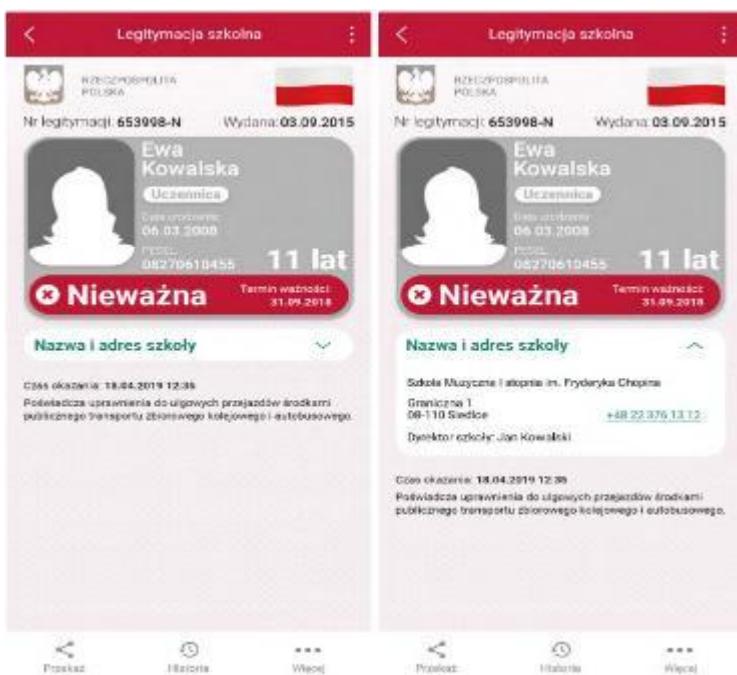 Legitymacja szkolna
RZECZPOSPOLITA
POLSKA
Nr legitymacji: 653998-N Wydana: 03.09.2015
Ewa
Kowalska
Uczennica
Data urodzenia:
06.03.2008
PESEL:
08270610455
11 lat
Nieważna
Termin ważności:
31.09.2018
Nazwa i adres szkoły
Czas okazania: 18.04.2019 12:35
Poświadcza uprawnienia do ulgowych przejazdów środkami
publicznego transportu zbiorowego kolejowego i autobusowego.
Przekaż Historia Więcej
Legitymacja szkolna
RZECZPOSPOLITA
POLSKA
Nr legitymacji: 653998-N Wydana: 03.09.2015
Ewa
Kowalska
Uczennica
Data urodzenia:
06.03.2008
PESEL:
08270610455
11 lat
Nieważna
Termin ważności:
31.09.2018
Nazwa i adres szkoły
Szkoła Muzyczna I stopnia im. Fryderyka Chopina
Graniczna 1
08-110 Siedlce +48 22 376 13 12
Dyrektor szkoły: Jan Kowalski
Czas okazania: 18.04.2019 12:35
Poświadcza uprawnienia do ulgowych przejazdów środkami
publicznego transportu zbiorowego kolejowego i autobusowego.
Przekaż Historia Więcej